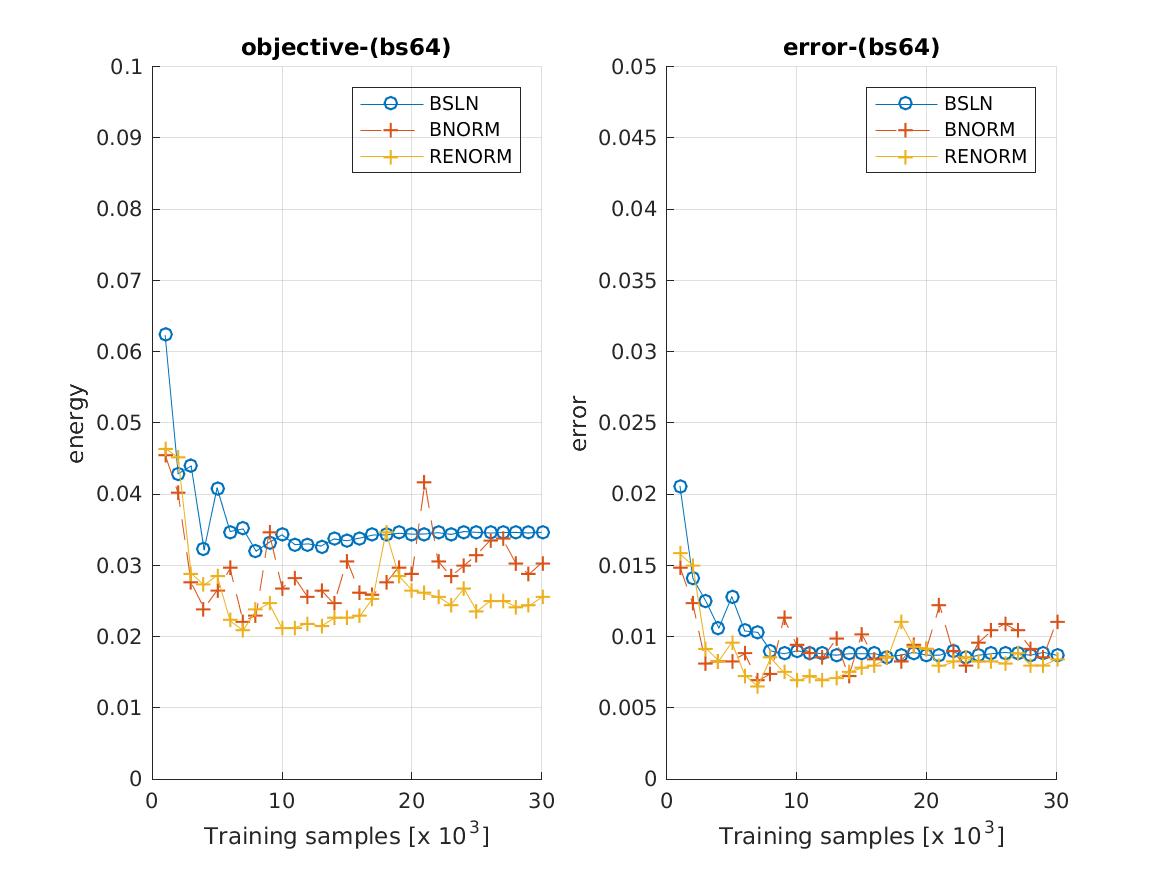 objective-(bs64)
0.1
0.09
0.08
0.07
0.06
0.05
0.04
0.03
0.02
0.01
0
energy
BSLN
BNORM
RENORM
0
10
20
30
Training samples [x 10^3]
error-(bs64)
0.05
0.045
0.04
0.035
0.03
0.025
0.02
0.015
0.01
0.005
0
error
BSLN
BNORM
RENORM
0
10
20
30
Training samples [x 10^3]